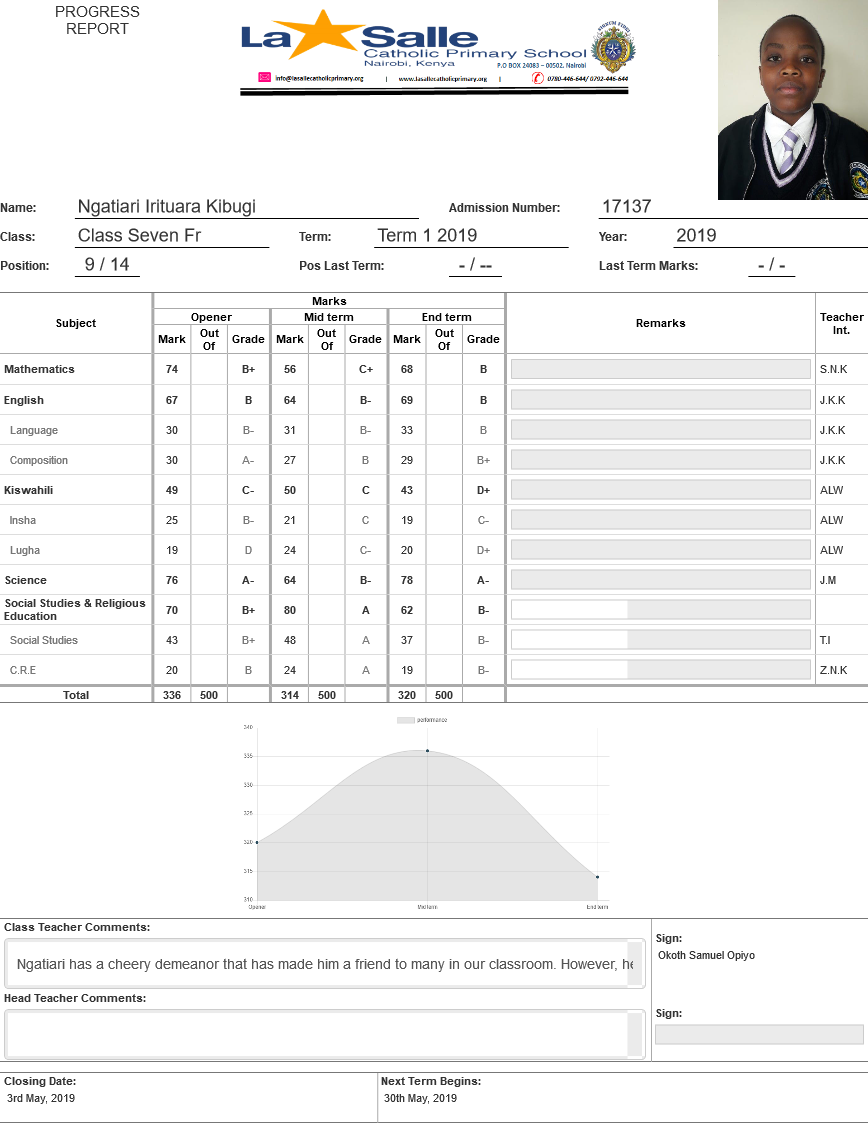 PROGRESS
REPORT
La Salle
Catholic Primary School
Nairobi, Kenya
P.O BOX 24083 – 00502, Nairobi
info@lasallecatholicprimary.org | www.lasallecatholicprimary.org | 0780-446-644/ 0792-446-644
Name: Ngatiari Irituara Kibugi Admission Number: 17137
Class: Class Seven Fr Term: Term 1 2019 Year: 2019
Position: 9 / 14 Pos Last Term: - / -- Last Term Marks: - / -
Marks
Subject Opener Mid term End term Remarks Teacher Int.
Mark Out Of Grade Mark Out Of Grade Mark Out Of Grade
Mathematics 74 B+ 56 C+ 68 B S.N.K
English 67 B 64 B- 69 B J.K.K
Language 30 B- 31 B- 33 B J.K.K
Composition 30 A- 27 B 29 B+ J.K.K
Kiswahili 49 C- 50 C 43 D+ ALW
Insha 25 B- 21 C 19 C- ALW
Lugha 19 D 24 C- 20 D+ ALW
Science 76 A- 64 B- 78 A- J.M
Social Studies & Religious
Education 70 B+ 80 A 62 B-
Social Studies 43 B+ 48 A 37 B- T.I
C.R.E 20 B 24 A 19 B- Z.N.K
Total 336 500 314 500 320 500
performance
340
335
330
325
320
315
310
Opener Mid term End term
Class Teacher Comments:
Ngatiari has a cheery demeanor that has made him a friend to many in our classroom. However, he
Sign:
Okoth Samuel Opiyo
Head Teacher Comments:
Sign:
Closing Date: Next Term Begins:
3rd May, 2019 30th May, 2019